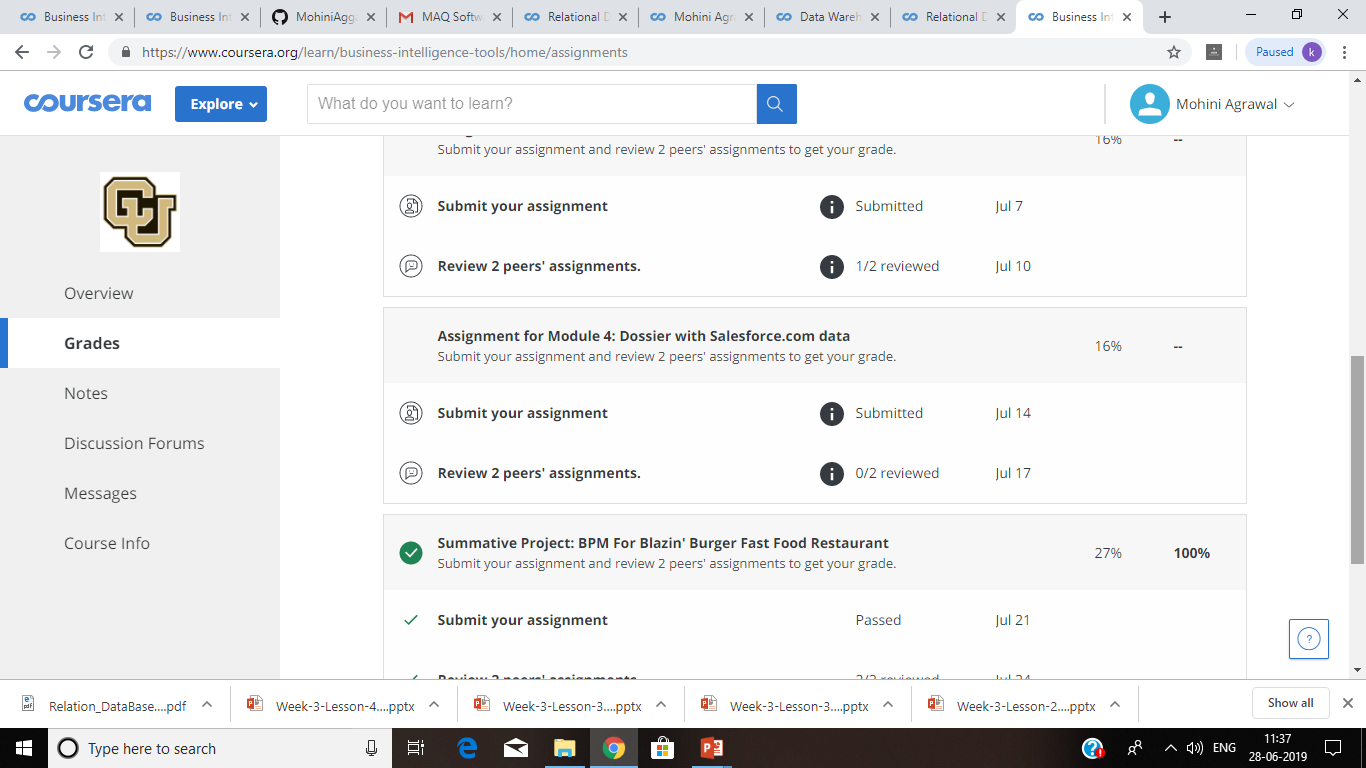 Business Int
Business Int
MohiniAgga
MAQ Softw
Relational D
Mohini Agr
Data Wareh
Relational D
Business Int
https://www.coursera.org/learn/business-intelligence-tools/home/assignments
Paused k
coursera
Explore
What do you want to learn?
Mohini Agrawal
Overview
Grades
Notes
Discussion Forums
Messages
Course Info
Submit your assignment and review 2 peers' assignments to get your grade.
16% --
Submit your assignment Submitted Jul 7
Review 2 peers' assignments. 1/2 reviewed Jul 10
Assignment for Module 4: Dossier with Salesforce.com data
Submit your assignment and review 2 peers' assignments to get your grade.
16% --
Submit your assignment Submitted Jul 14
Review 2 peers' assignments. 0/2 reviewed Jul 17
Summative Project: BPM For Blazin' Burger Fast Food Restaurant
Submit your assignment and review 2 peers' assignments to get your grade.
27% 100%
Submit your assignment Passed Jul 21
Review 2 peers' assignments.
?
Relation_DataBase....pdf
Week-3-Lesson-4....pptx
Week-3-Lesson-3....pptx
Week-3-Lesson-3....pptx
Week-3-Lesson-2....pptx
Show all
Type here to search
ENG
11:37
28-06-2019